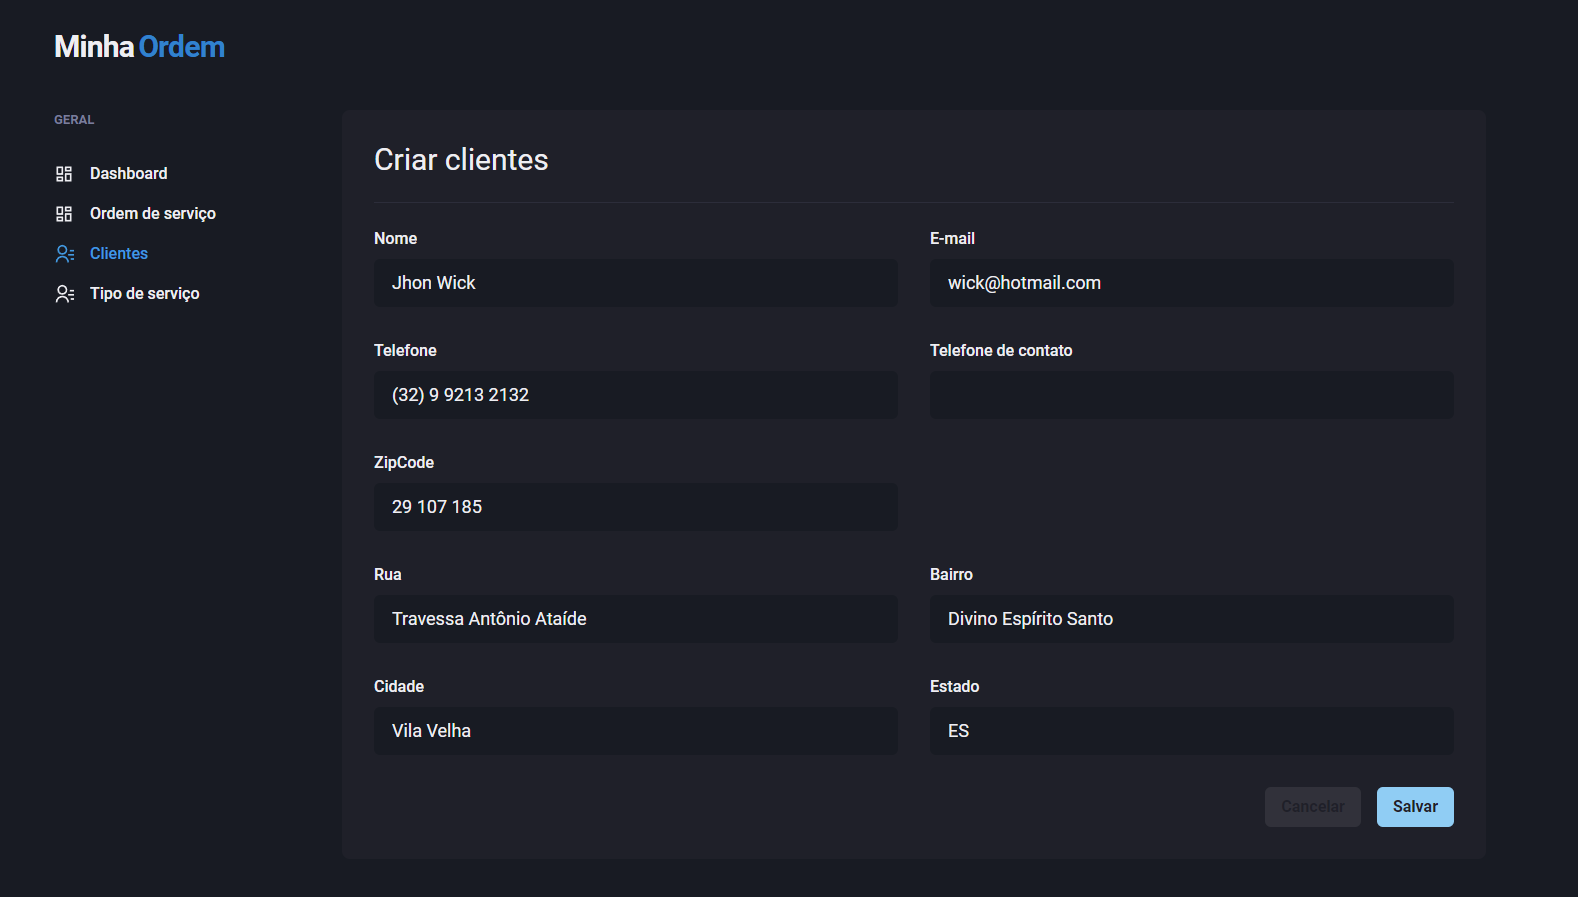 Minha Ordem
GERAL
Dashboard
Ordem de serviço
Clientes
Tipo de serviço
Criar clientes
Nome
E-mail
Jhon Wick
wick@hotmail.com
Telefone
Telefone de contato
(32) 9 9213 2132
ZipCode
29 107 185
Rua
Bairro
Travessa Antônio Ataíde
Divino Espírito Santo
Cidade
Estado
Vila Velha
ES
Cancelar
Salvar